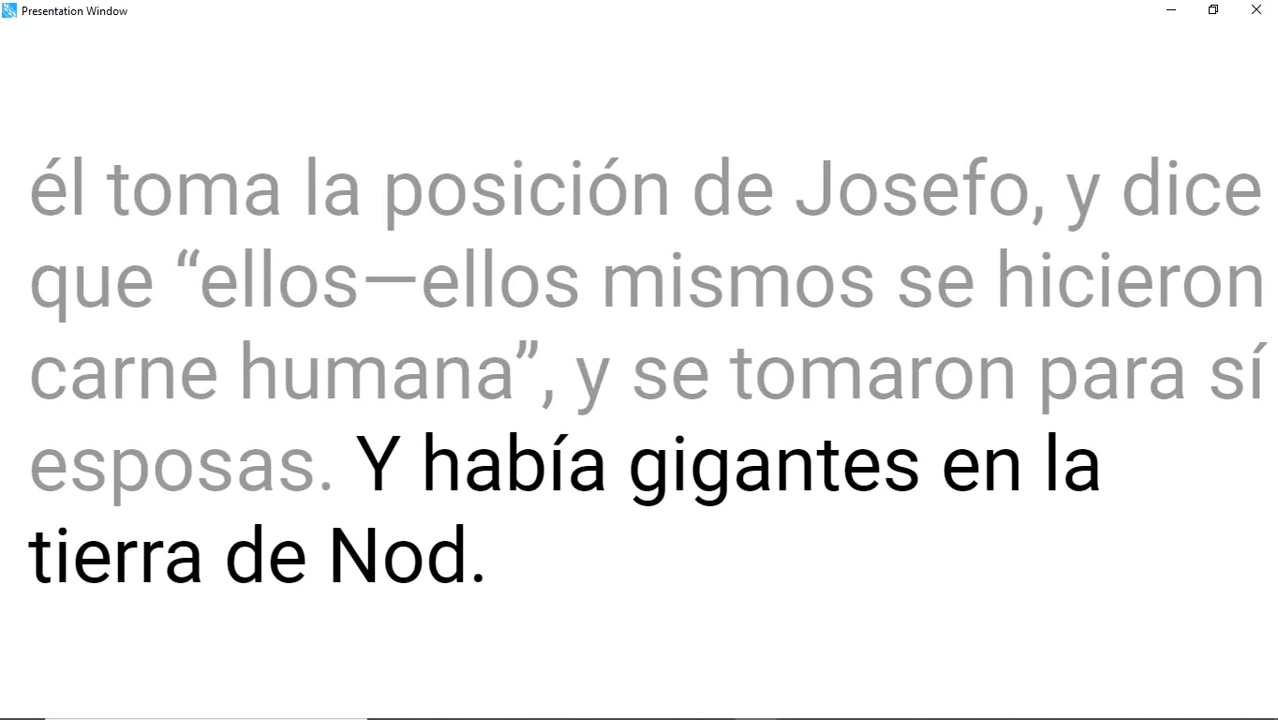 Presentation Window
él toma la posición de Josefo, y dice
que “ellos—ellos mismos se hicieron
carne humana”, y se tomaron para sí
esposas. Y había gigantes en la
tierra de Nod.